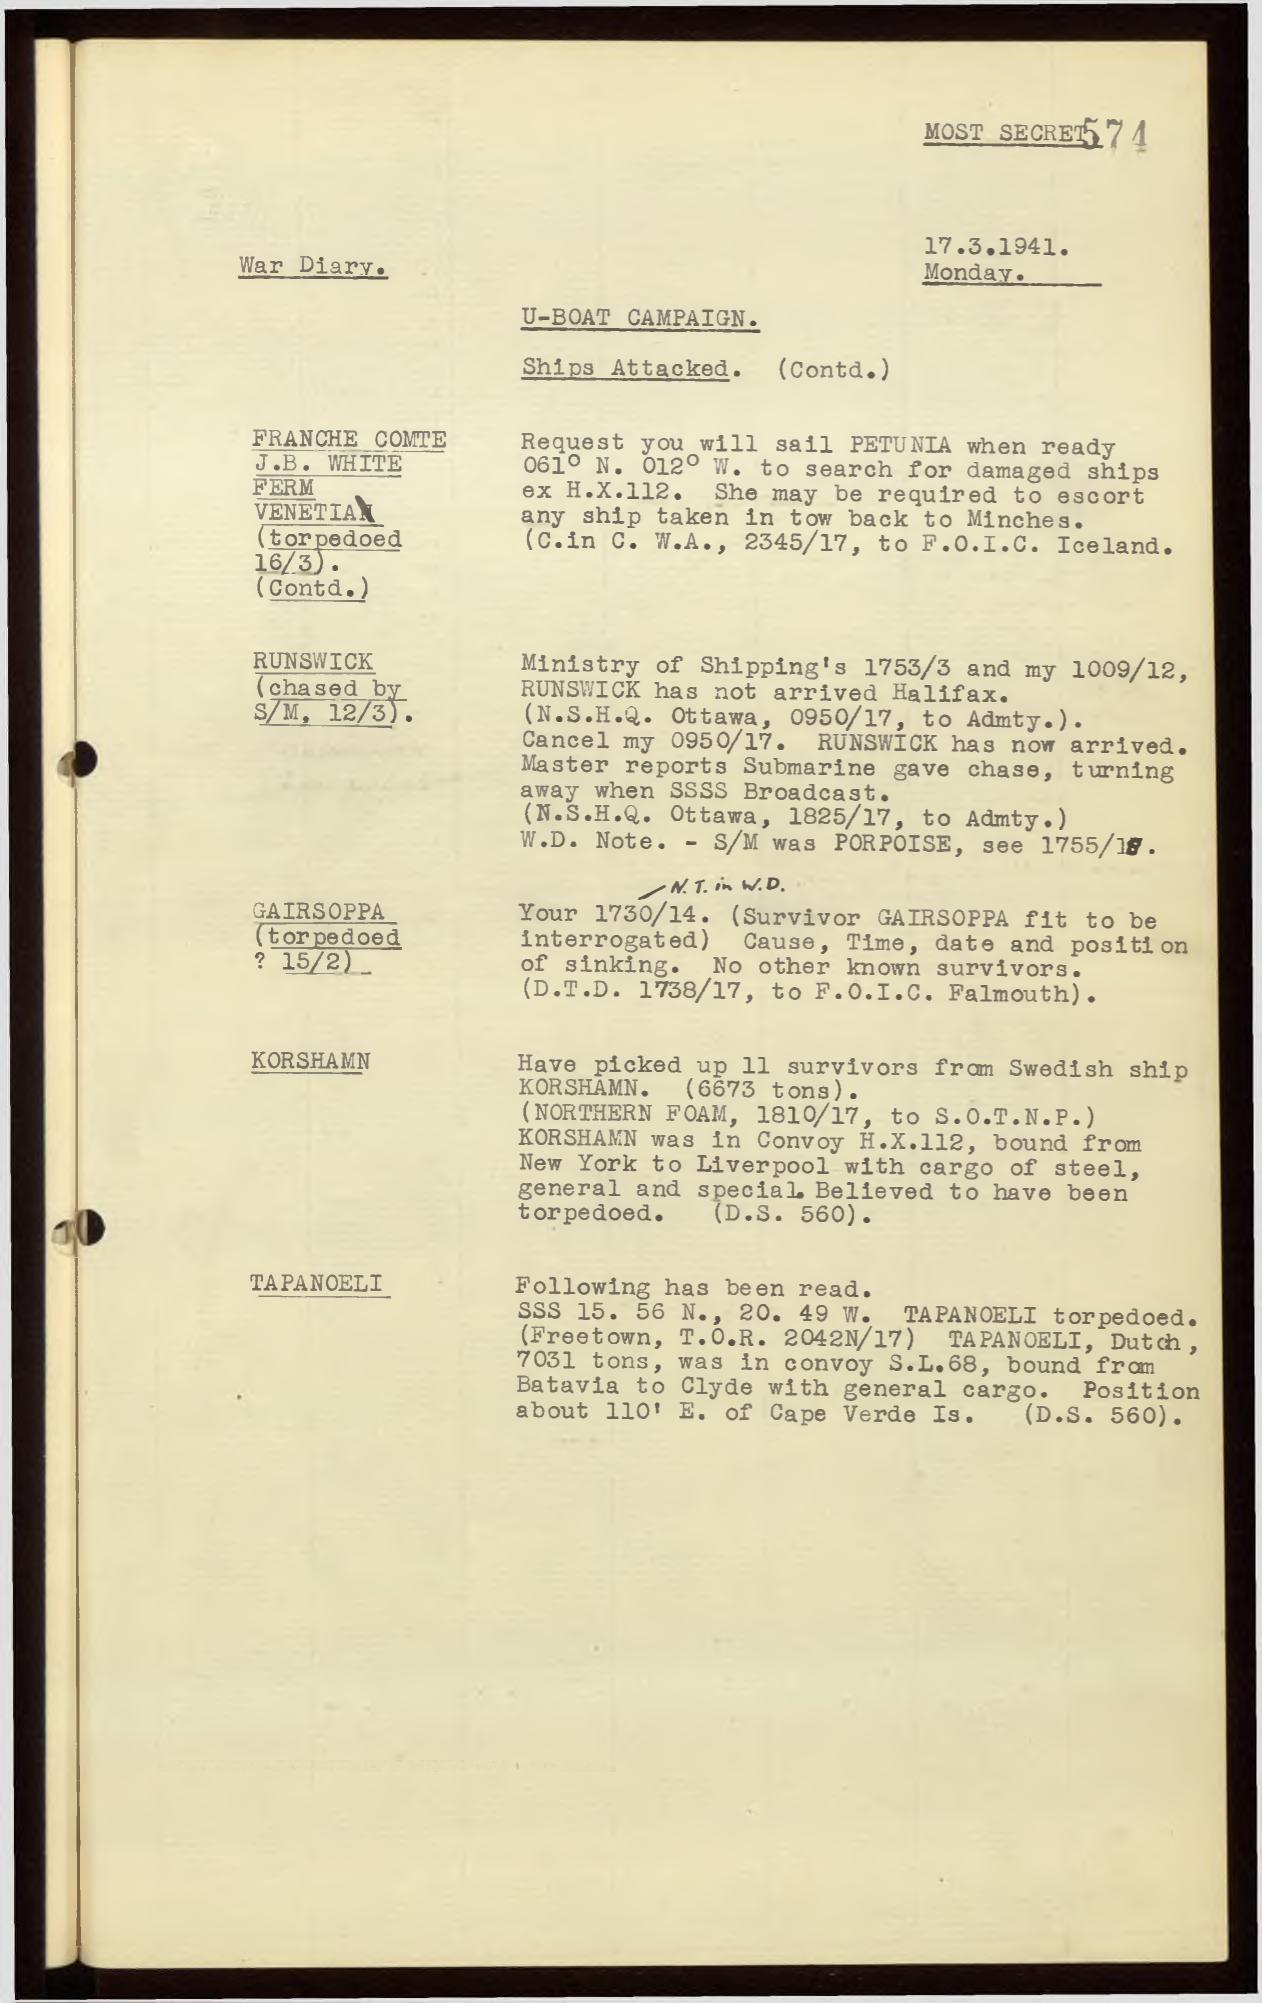 MOST SECRET 574
17.3.1941.
War Diary.
Monday.
U-BOAT CAMPAIGN.
Ships Attacked. (Contd.)
FRANCHE COMTE
J.B. WHITE
FERM
VENETIA
(torpedoed
16/3).
(Contd.)
Request you will sail PETUNIA when ready
061° N. 012° W. to search for damaged ships
ex H.X.112. She may be required to escort
any ship taken in tow back to Minches.
(C.in C. W.A., 2345/17, to F.O.I.C. Iceland.
RUNSWICK
(chased by
S/M, 12/3).
Ministry of Shipping's 1753/3 and my 1009/12,
RUNSWICK has not arrived Halifax.
(N.S.H.Q. Ottawa, 0950/17, to Admty.).
Cancel my 0950/17. RUNSWICK has now arrived.
Master reports Submarine gave chase, turning
away when SSSS Broadcast.
(N.S.H.Q. Ottawa, 1825/17, to Admty.)
W.D. Note. - S/M was PORPOISE, see 1755/18.
N.T. in W.D.
GAIRSOPPA
(torpedoed
? 15/2)
Your 1730/14. (Survivor GAIRSOPPA fit to be
interrogated) Cause, Time, date and position
of sinking. No other known survivors.
(D.T.D. 1738/17, to F.O.I.C. Falmouth).
KORSHAMN
Have picked up 11 survivors from Swedish ship
KORSHAMN. (6673 tons).
(NORTHERN FOAM, 1810/17, to S.O.T.N.P.)
KORSHAMN was in Convoy H.X.112, bound from
New York to Liverpool with cargo of steel,
general and special. Believed to have been
torpedoed. (D.S. 560).
TAPANOELI
Following has been read.
SSS 15. 56 N., 20. 49 W. TAPANOELI torpedoed.
(Freetown, T.O.R. 2042N/17) TAPANOELI, Dutch,
7031 tons, was in convoy S.L.68, bound from
Batavia to Clyde with general cargo. Position
about 110' E. of Cape Verde Is. (D.S. 560).